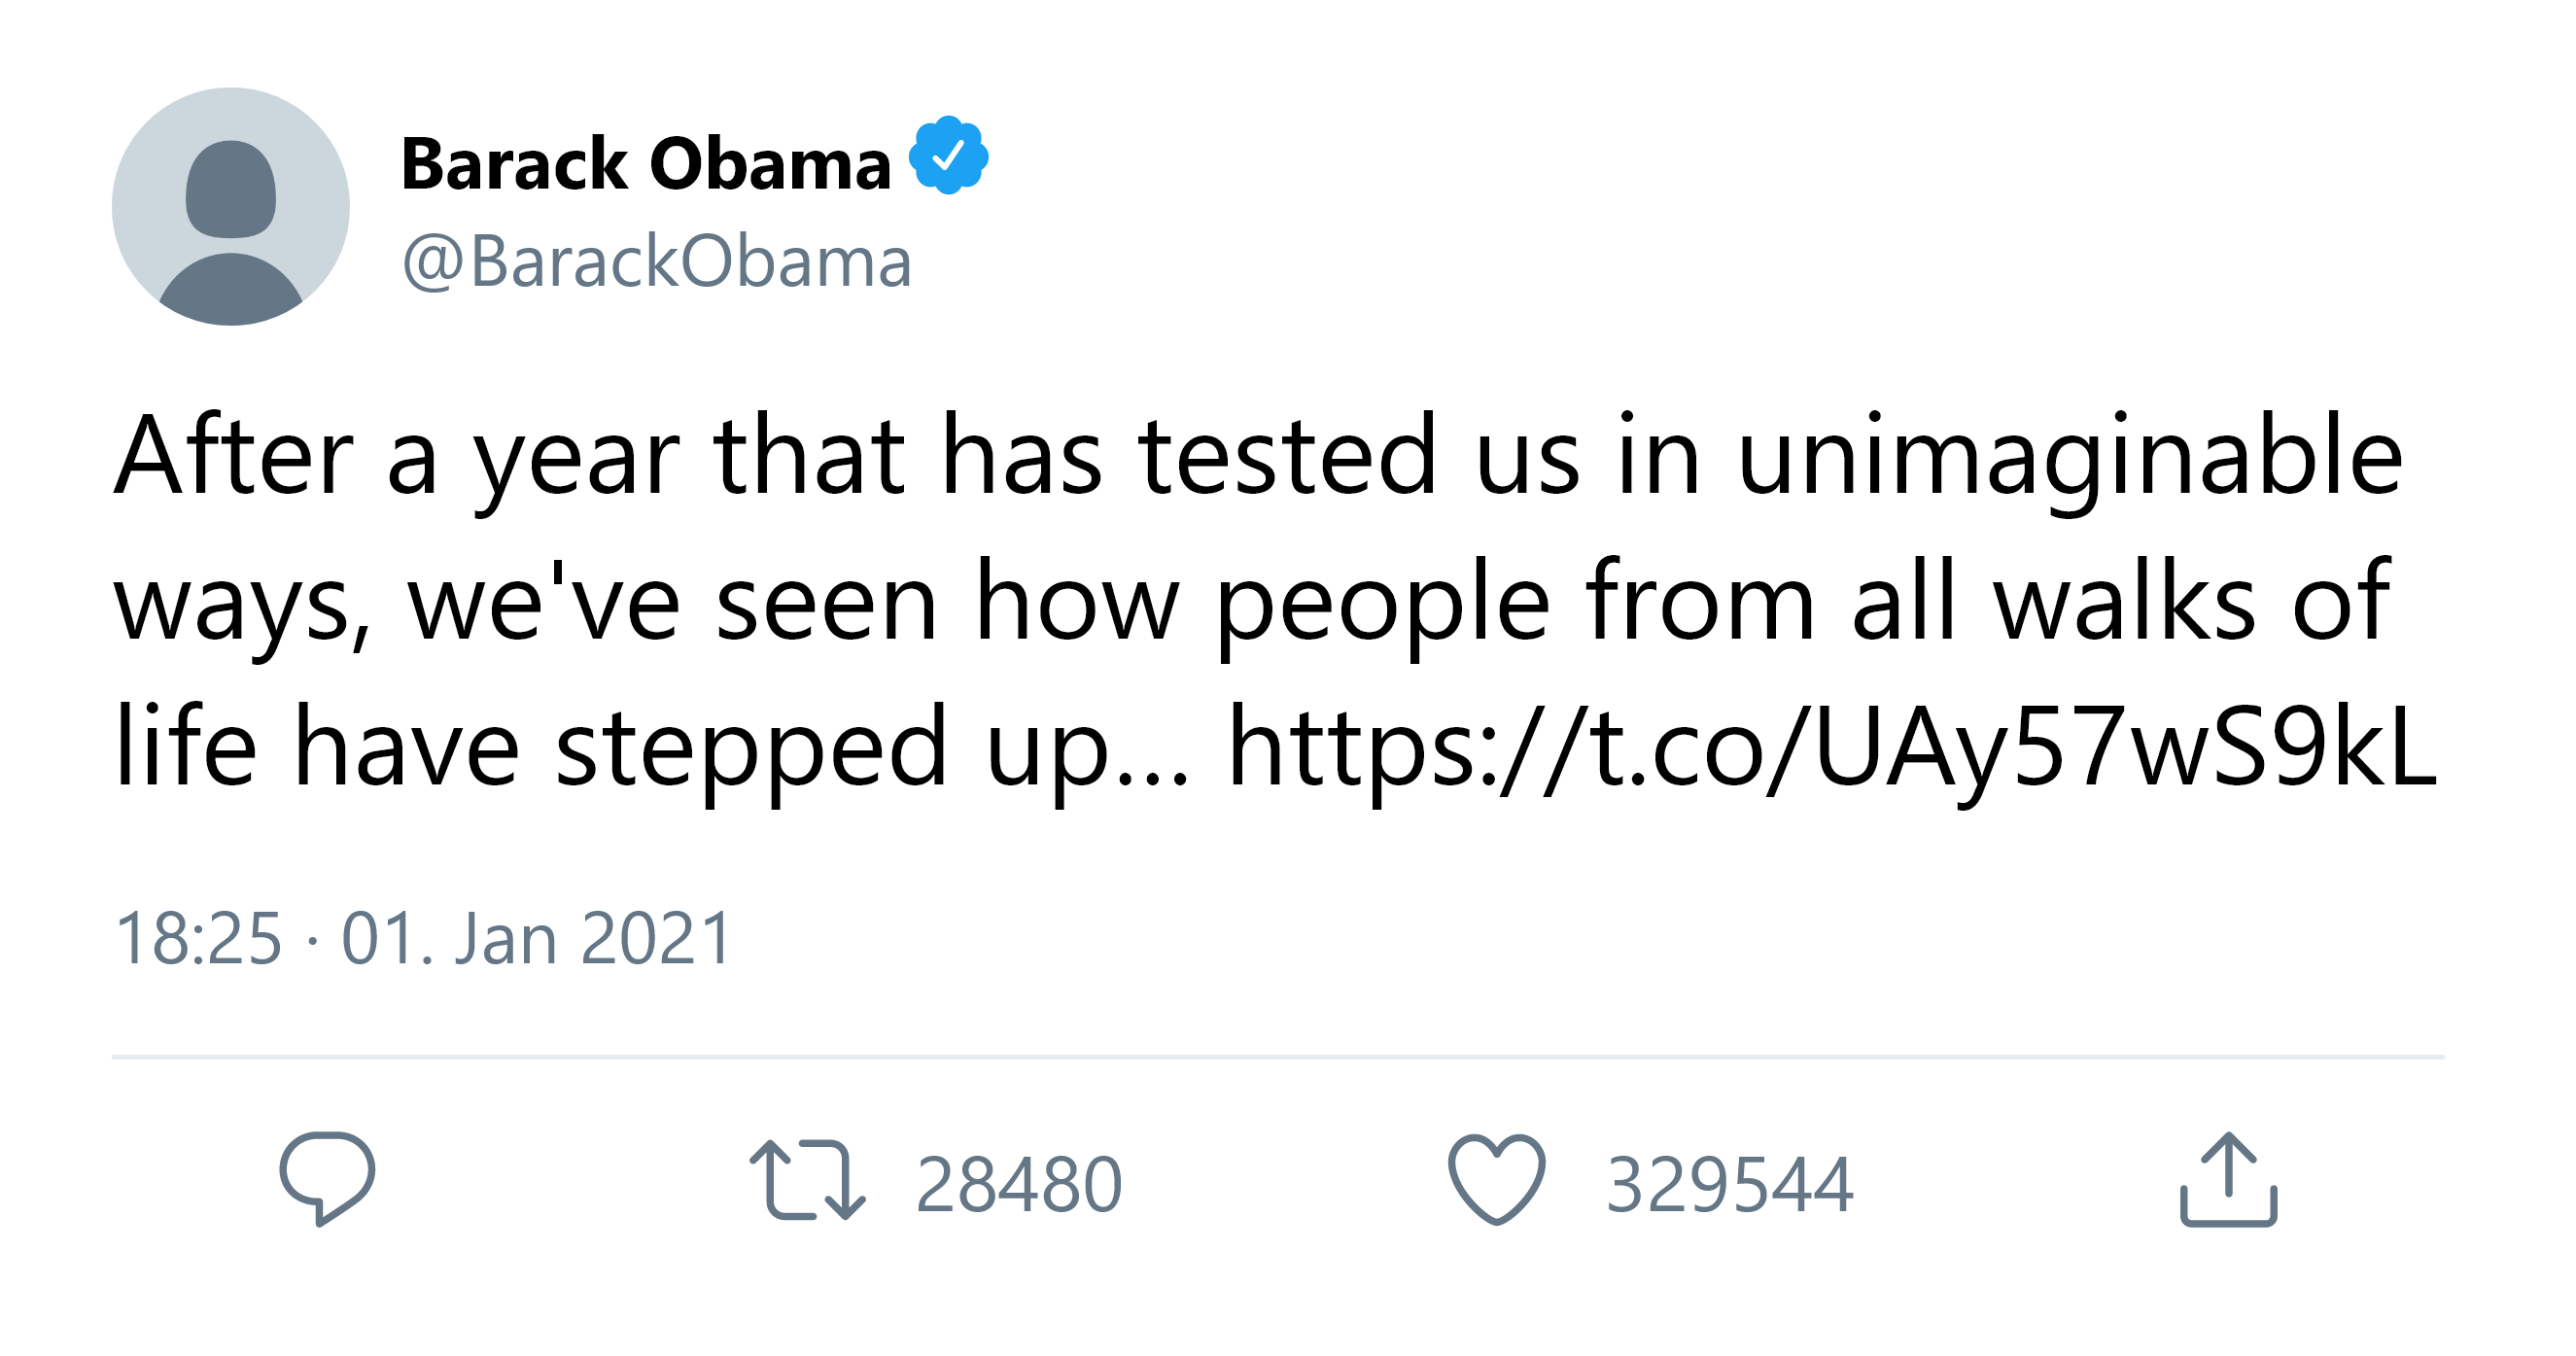 Barack Obama
@BarackObama
After a year that has tested us in unimaginable
ways, we've seen how people from all walks of
life have stepped up... https://t.co/UAy57wS9kL
18:25 · 01. Jan 2021
28480 329544